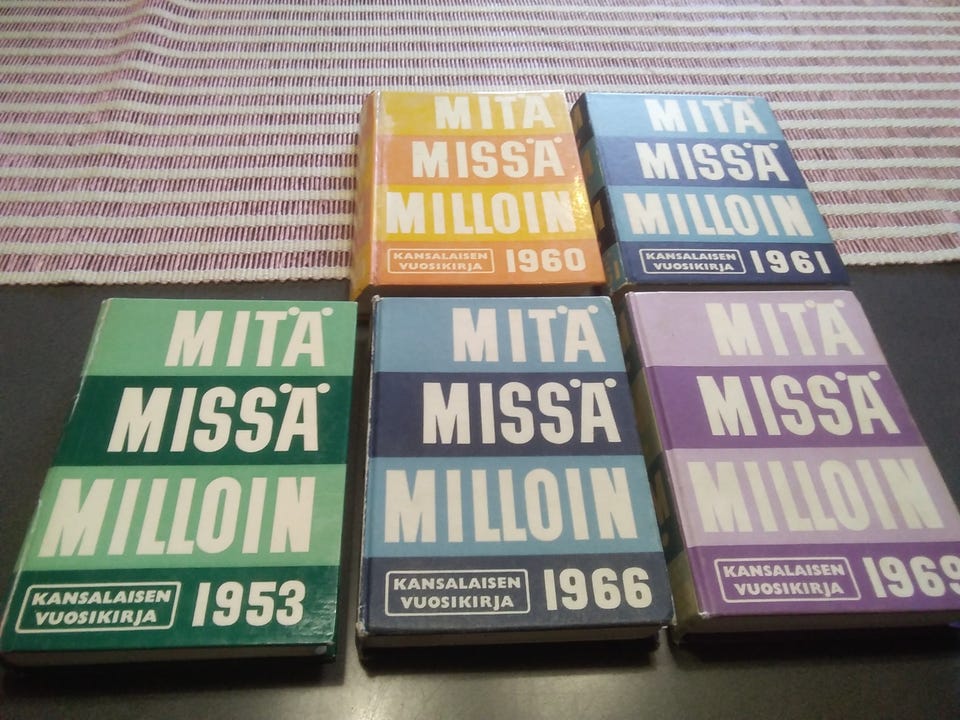 MITÄ
MISSÄ
MILLOIN
KANSALAISEN
VUOSIKIRJA
1960
MITÄ
MISSÄ
MILLOIN
KANSALAISEN
VUOSIKIRJA
1961
MITÄ
MISSÄ
MILLOIN
KANSALAISEN
VUOSIKIRJA
1953
MITÄ
MISSÄ
MILLOIN
KANSALAISEN
VUOSIKIRJA
1966
MITÄ
MISSÄ
MILLOIN
KANSALAISEN
VUOSIKIRJA
1969